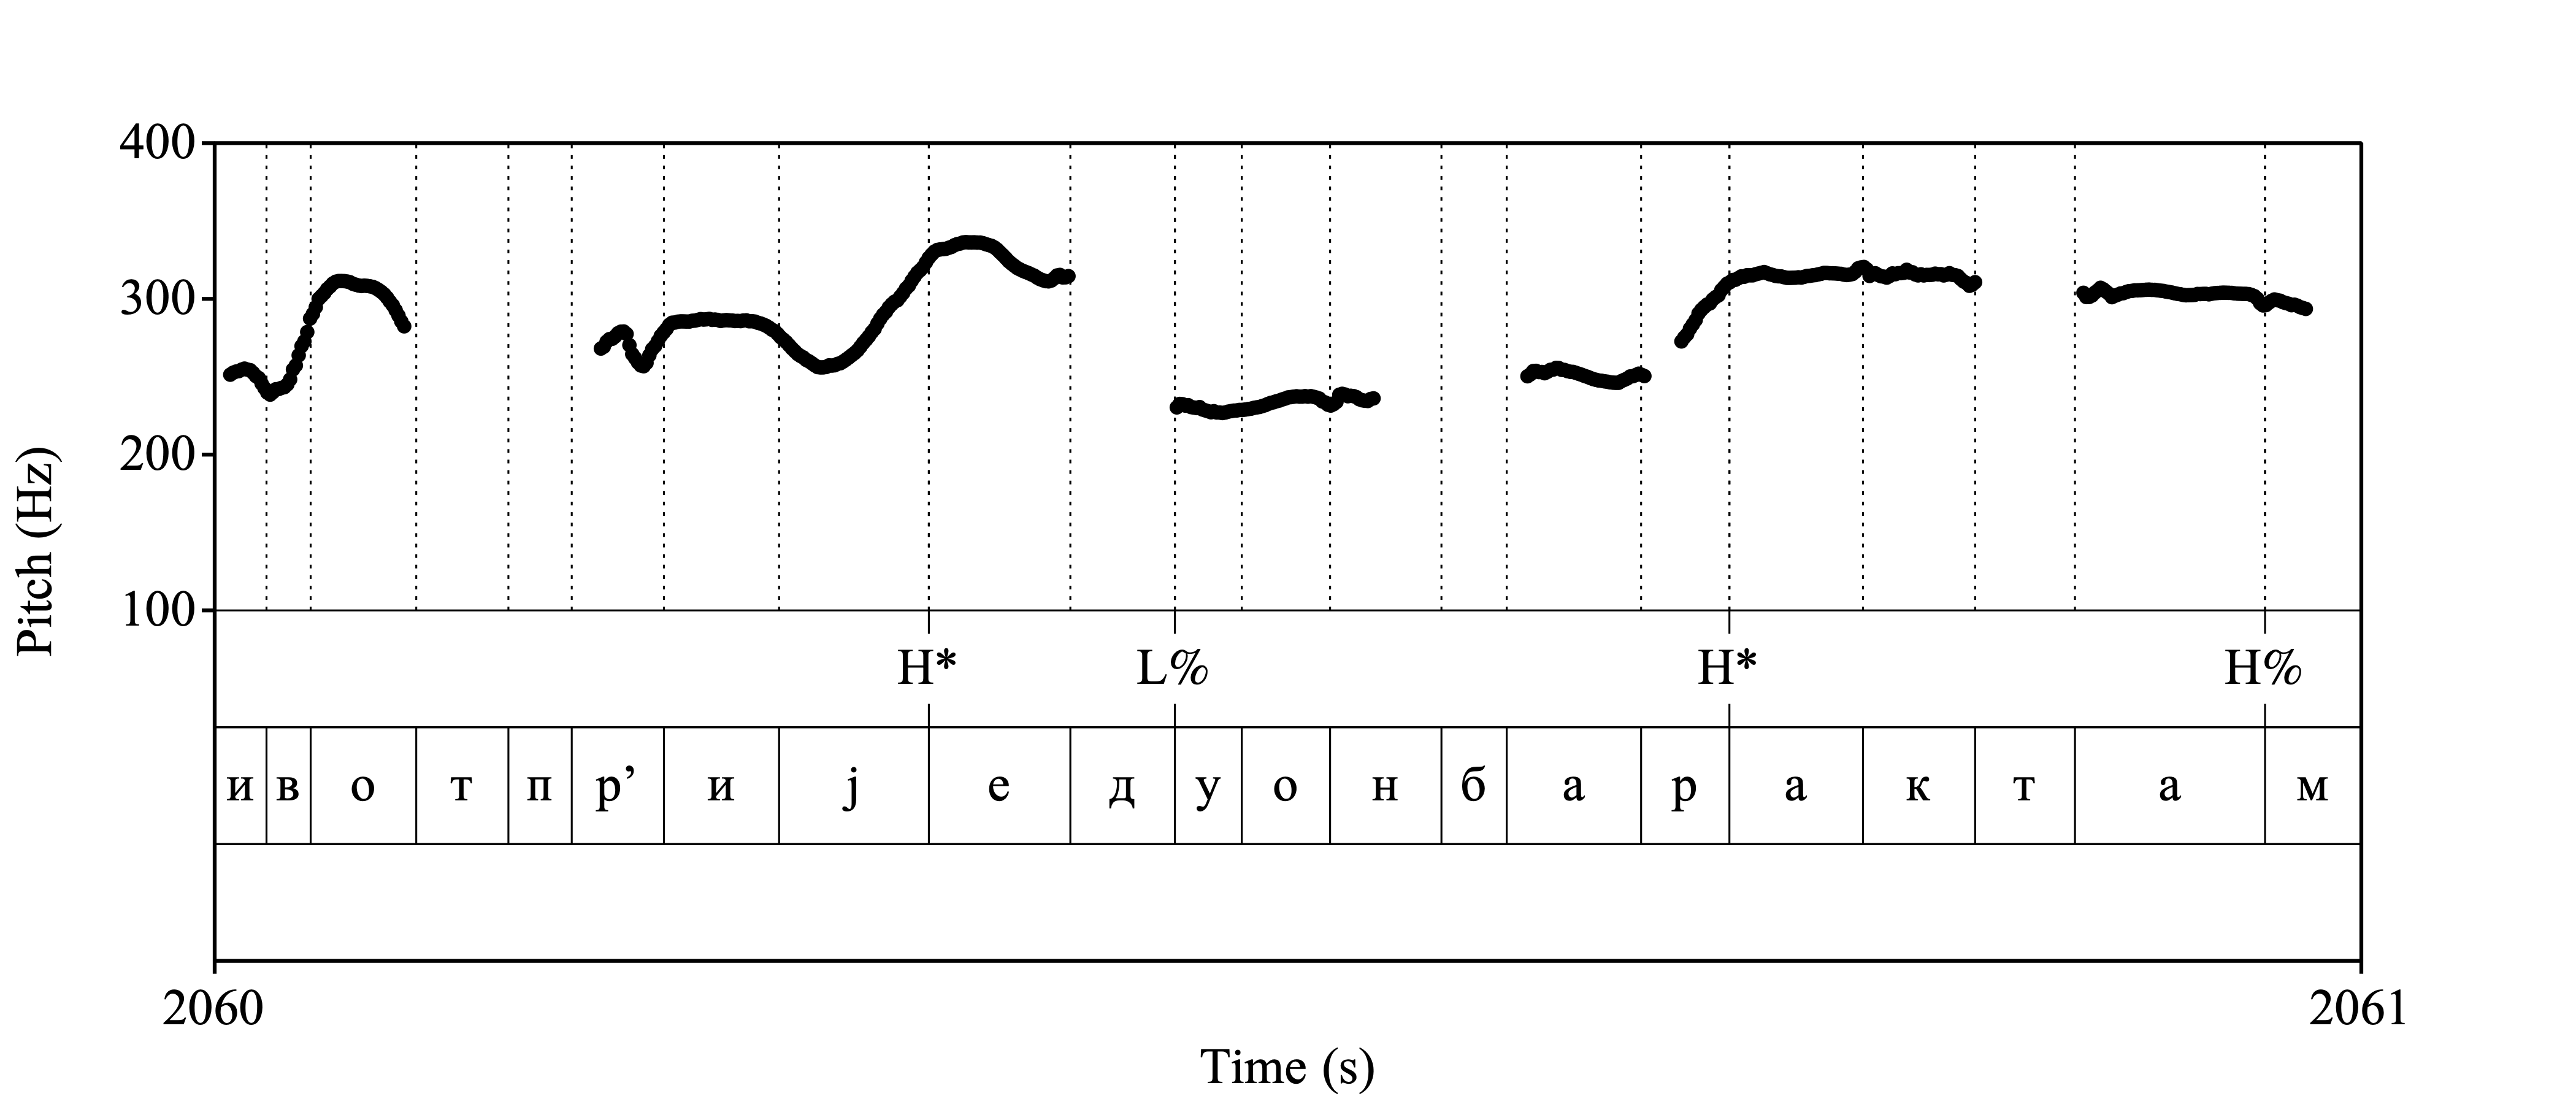 400
300
200
100
Pitch (Hz)
H* L% H* H%
и в о т п р’ и ј е д у о н б а р а к т а м
2060 2061
Time (s)